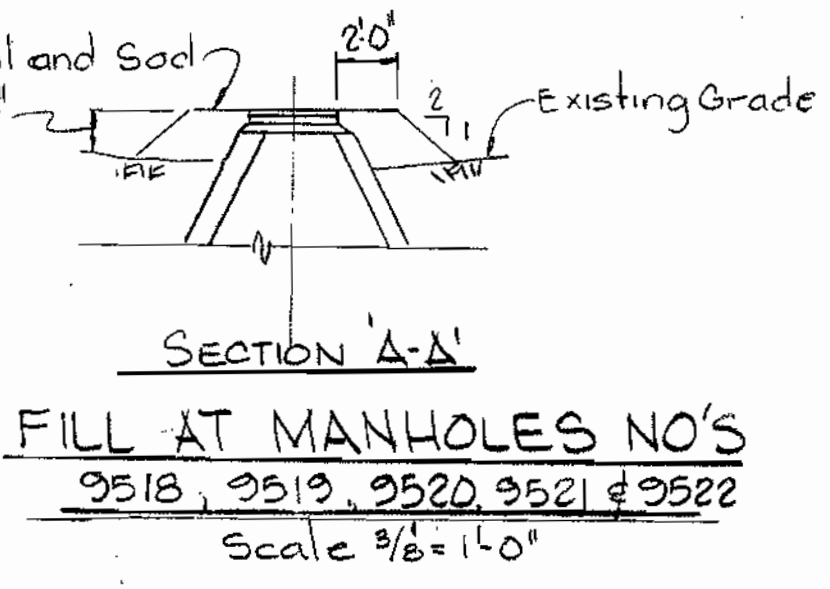 2'-0"
and Sod
2
1
Existing Grade
SECTION 'A-A'
FILL AT MANHOLES NO'S
9518, 9519, 9520, 9521 & 9522
Scale 3/8 = 1'-0"